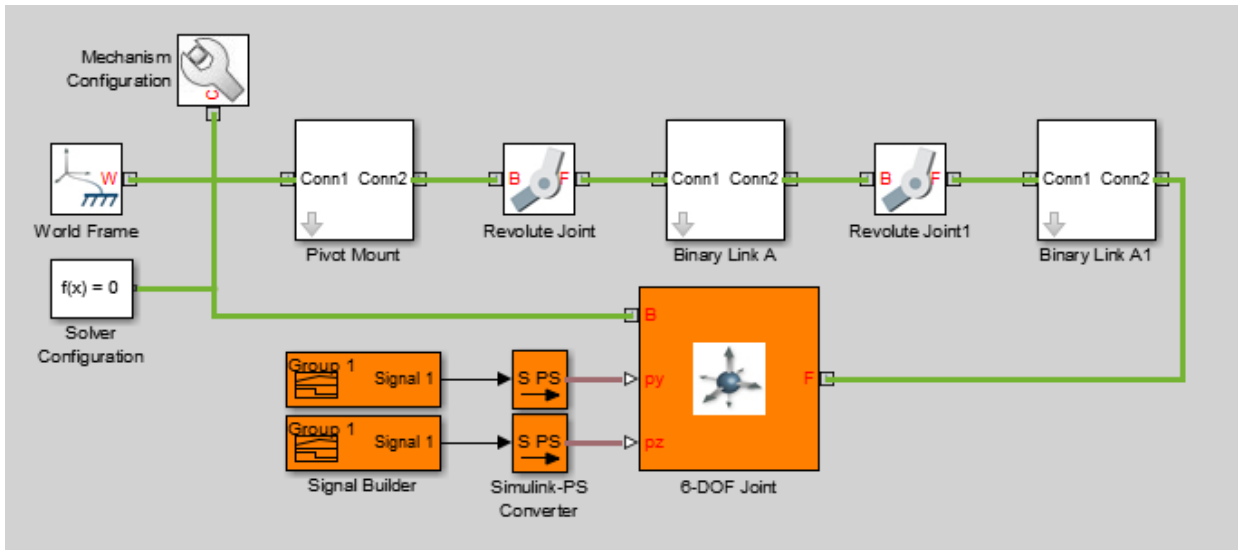 Mechanism
Configuration
C
W
World Frame
Conn1 Conn2
Pivot Mount
B F
Revolute Joint
Conn1 Conn2
Binary Link A
B F
Revolute Joint1
Conn1 Conn2
Binary Link A1
f(x) = 0
Solver
Configuration
Group 1
Signal 1
S PS
Group 1
Signal 1
S PS
Signal Builder
Simulink-PS
Converter
B
py
pz
F
6-DOF Joint